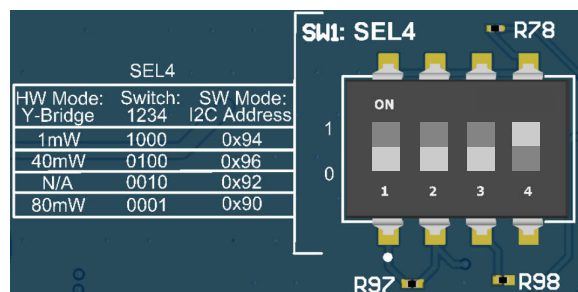 SW1: SEL4
R78
SEL4
HW Mode: Y-Bridge
Switch: 1234
SW Mode: I2C Address
1mW 1000 0x94
40mW 0100 0x96
N/A 0010 0x92
80mW 0001 0x90
ON
1
0
1 2 3 4
R97
R98